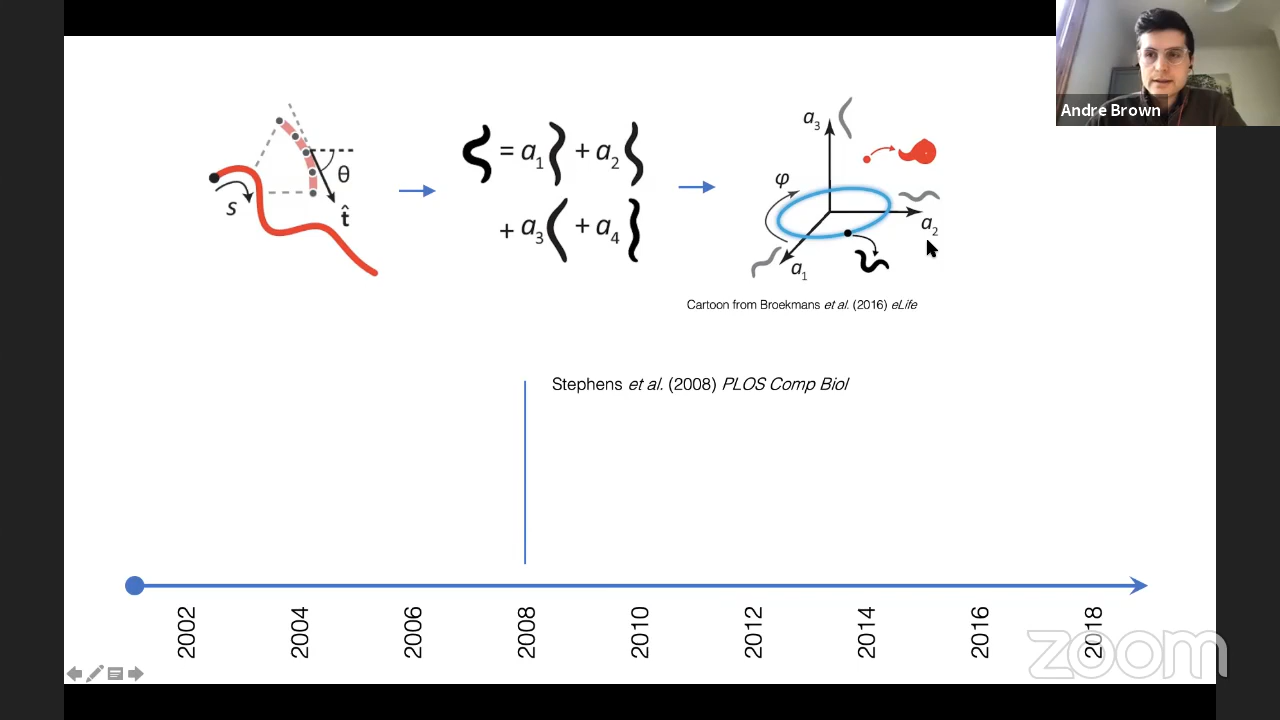 Andre Brown
θ
s
t̂
= a₁ + a₂
+ a₃ + a₄
a₃
φ
a₂
a₁
Cartoon from Broekmans et al. (2016) eLife
Stephens et al. (2008) PLOS Comp Biol
2002
2004
2006
2008
2010
2012
2014
2016
2018
zoom